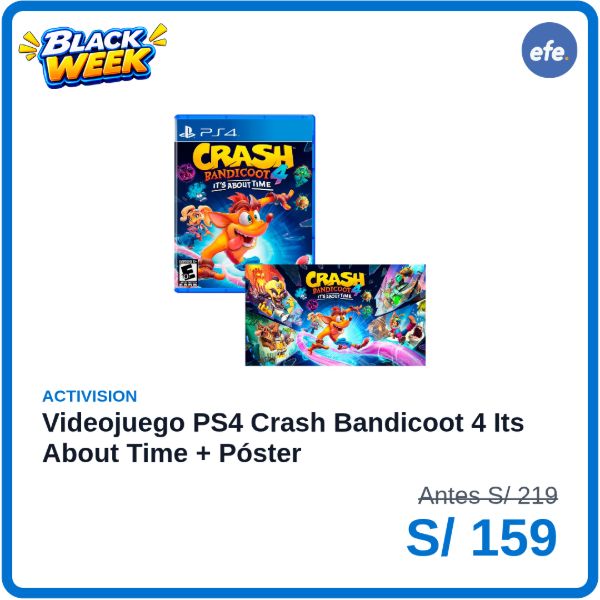 BLACK
WEEK
efe.
PS4
CRASH
BANDICOOT 4
IT'S ABOUT TIME
E
CRASH
BANDICOOT 4
IT'S ABOUT TIME
ACTIVISION
Videojuego PS4 Crash Bandicoot 4 Its
About Time + Póster
Antes S/ 219
S/ 159